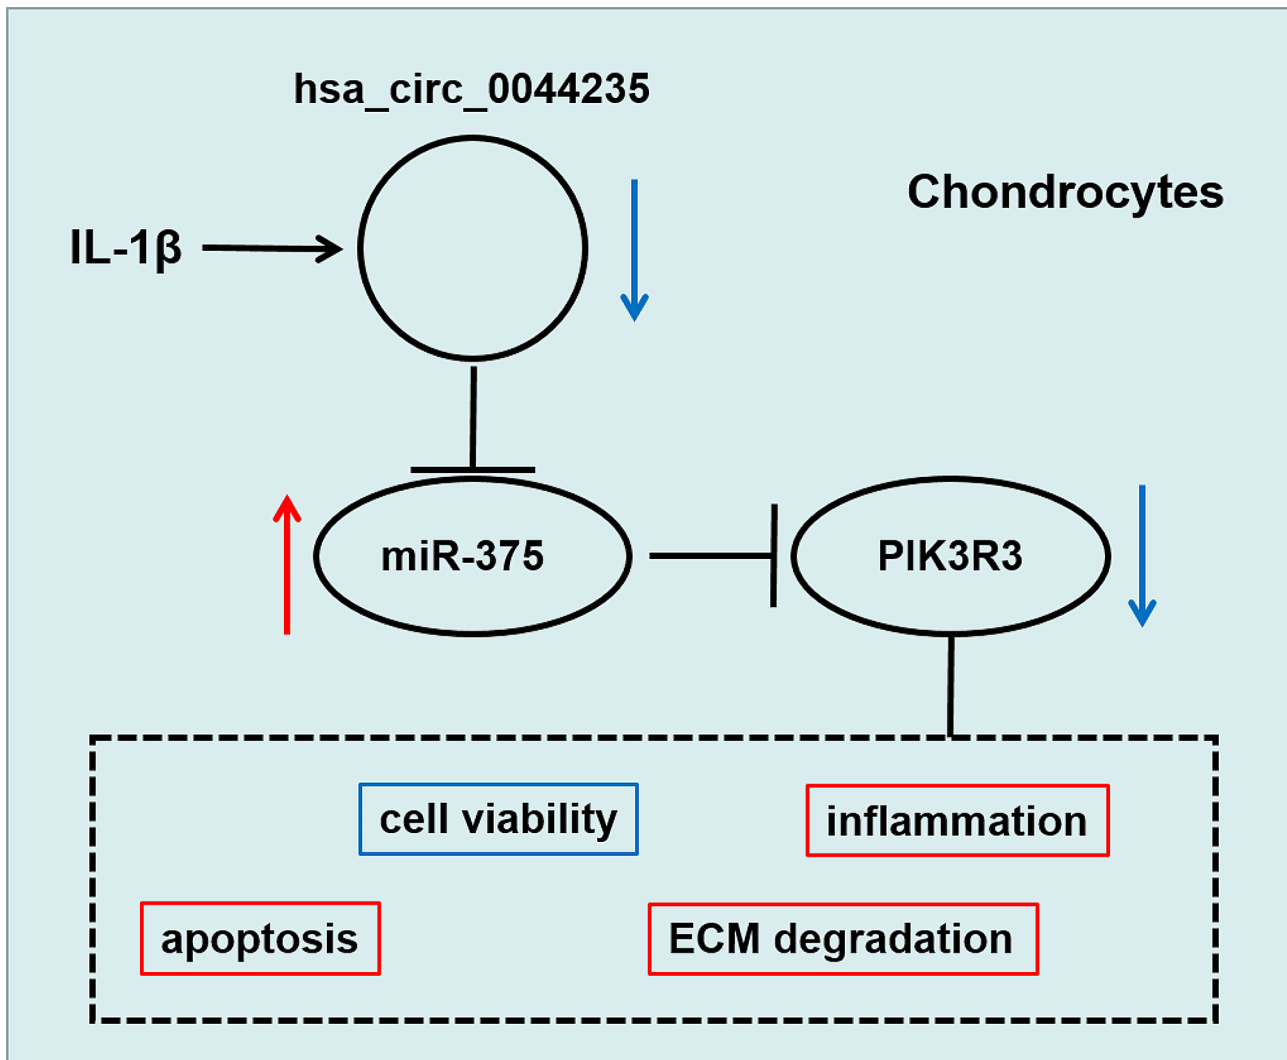 hsa_circ_0044235
Chondrocytes
IL-1β
miR-375
PIK3R3
cell viability
inflammation
apoptosis
ECM degradation